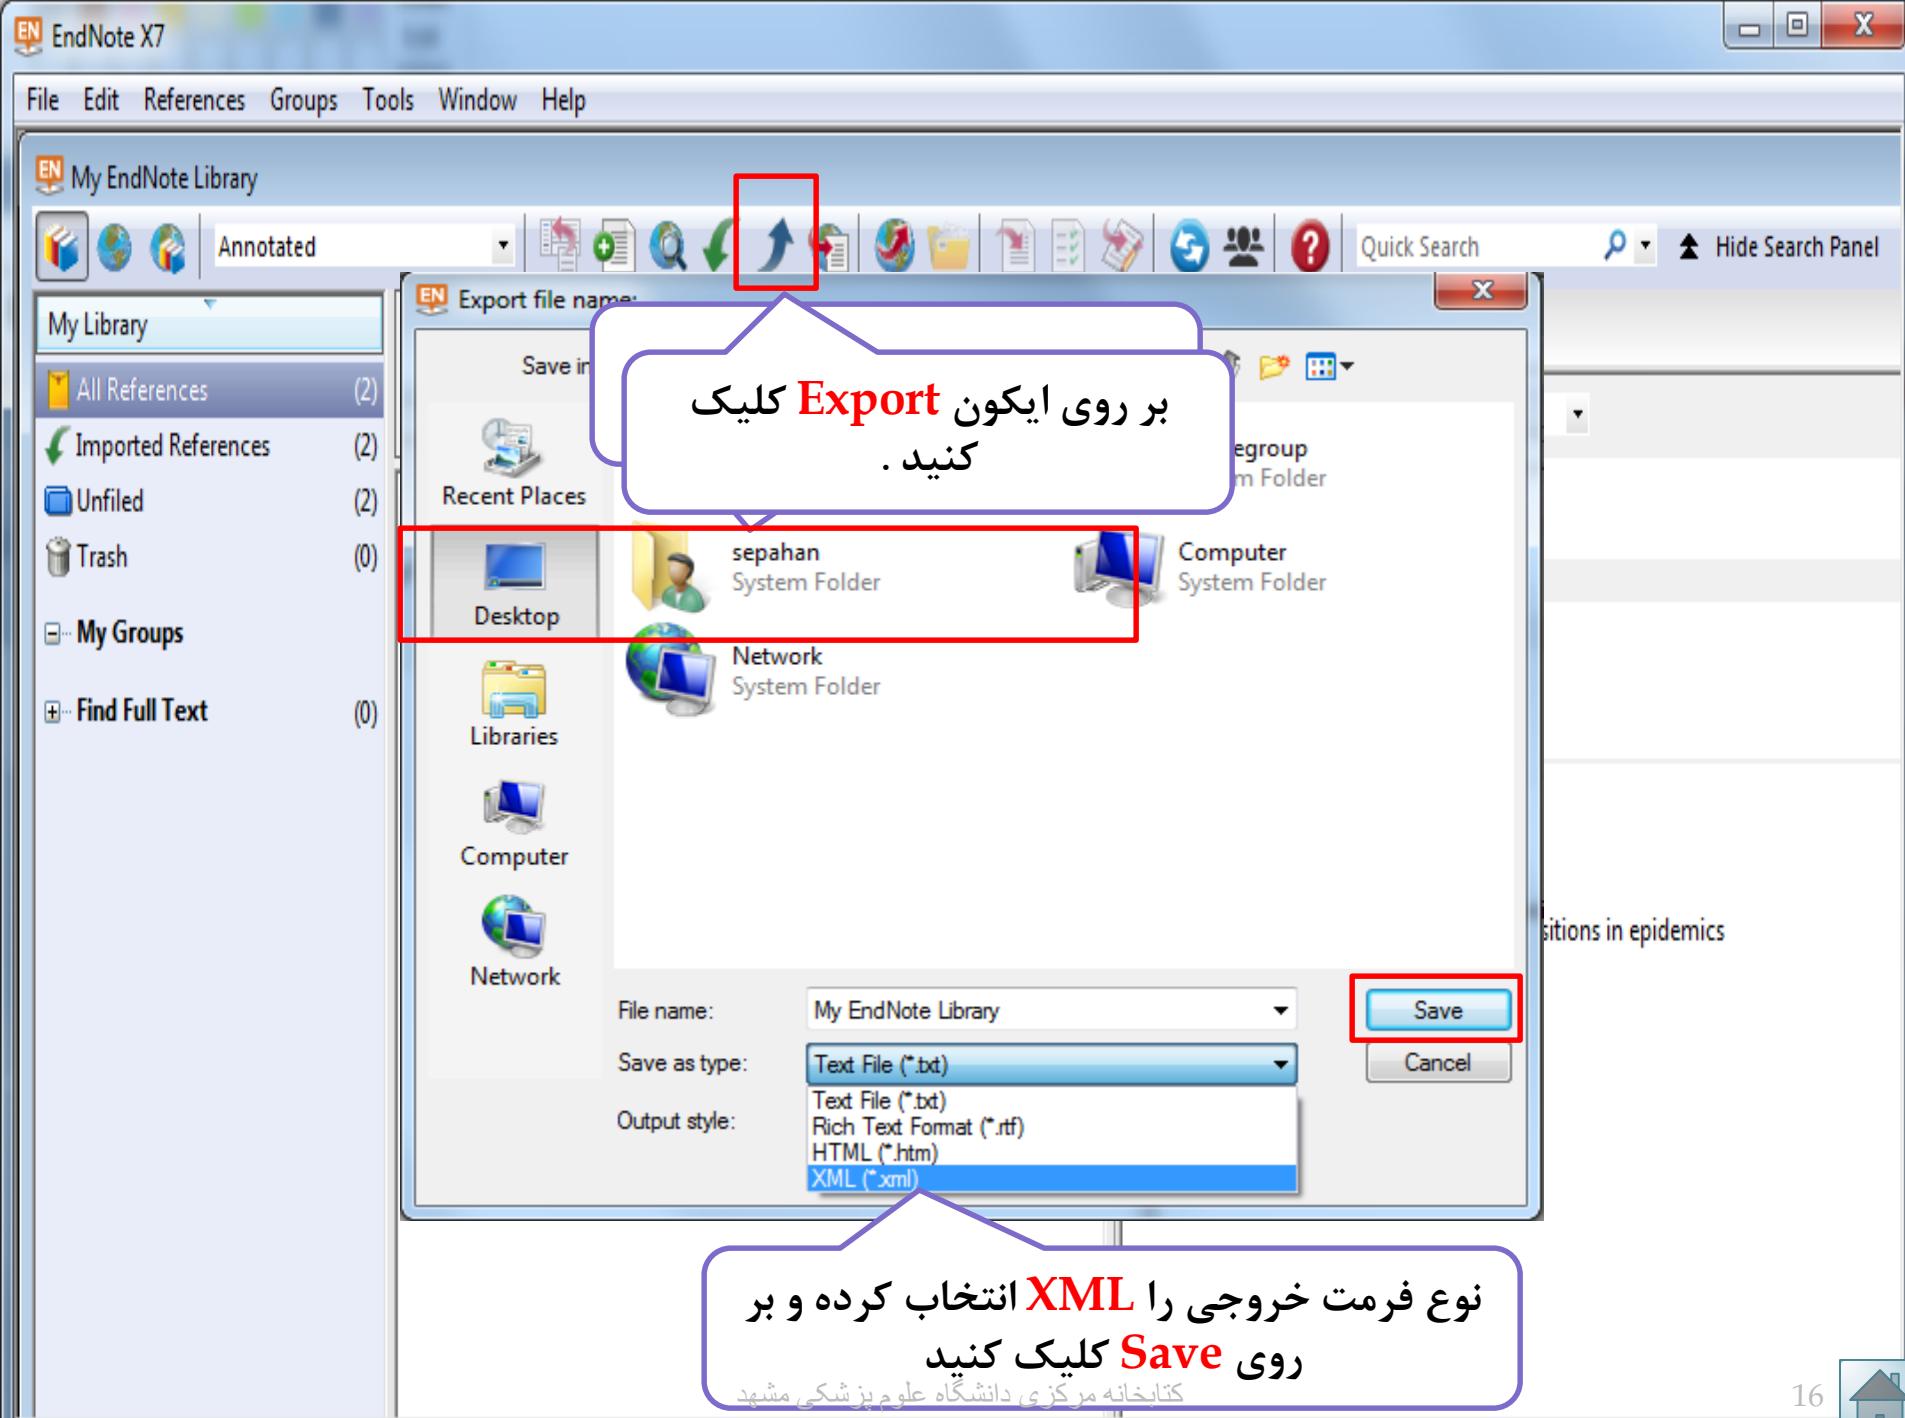 EndNote X7
File Edit References Groups Tools Window Help
My EndNote Library
Annotated
Quick Search
Hide Search Panel
My Library
All References (2)
Imported References (2)
Unfiled (2)
Trash (0)
My Groups
Find Full Text (0)
Export file name:
Save in
بر روی ایکون Export کلیک
کنید .
Recent Places
Desktop
Libraries
Computer
Network
egroup
m Folder
sepahan
System Folder
Computer
System Folder
Network
System Folder
File name: My EndNote Library
Save
Save as type: Text File (*.txt)
Cancel
Text File (*.txt)
Output style:
Rich Text Format (*.rtf)
HTML (*.htm)
XML (*.xml)
sitions in epidemics
نوع فرمت خروجی را XML انتخاب کرده و بر
روی Save کلیک کنید
کتابخانه مرکزی دانشگاه علوم پزشکی مشهد
16